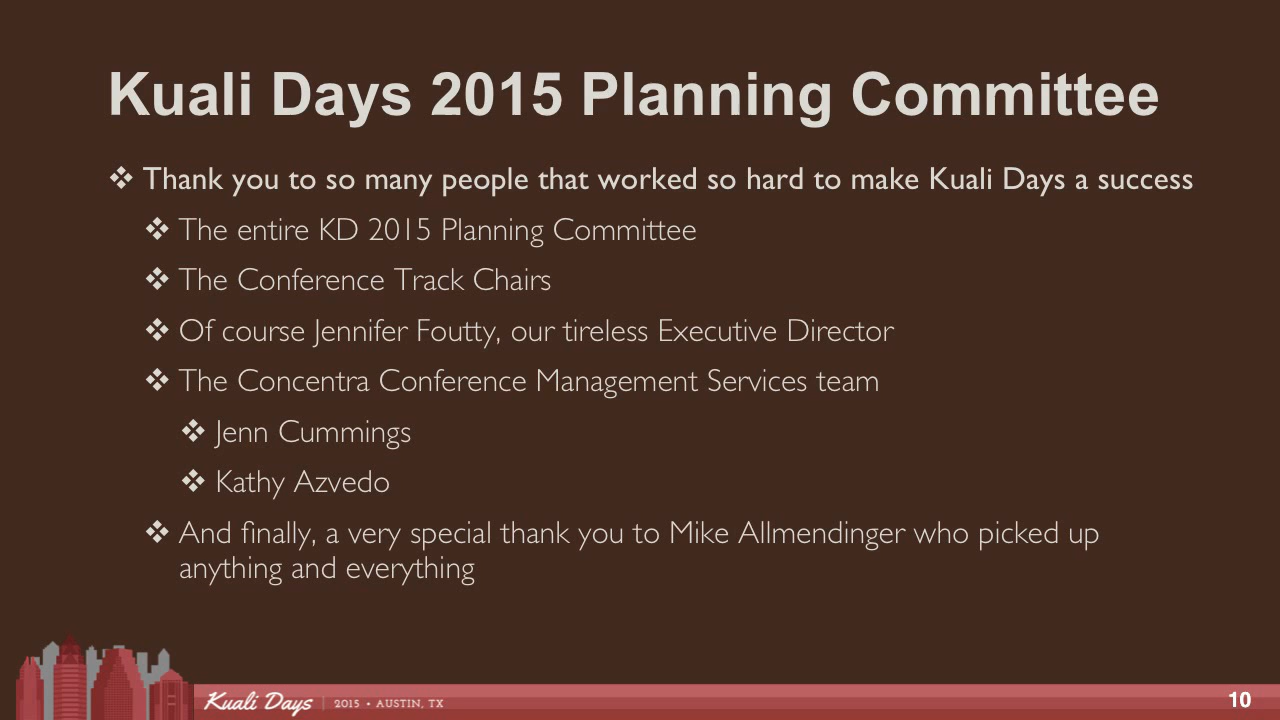 Kuali Days 2015 Planning Committee
❖ Thank you to so many people that worked so hard to make Kuali Days a success
❖ The entire KD 2015 Planning Committee
❖ The Conference Track Chairs
❖ Of course Jennifer Foutty, our tireless Executive Director
❖ The Concentra Conference Management Services team
❖ Jenn Cummings
❖ Kathy Azvedo
❖ And finally, a very special thank you to Mike Allmendinger who picked up
anything and everything
Kuali Days | 2015 • AUSTIN, TX
10